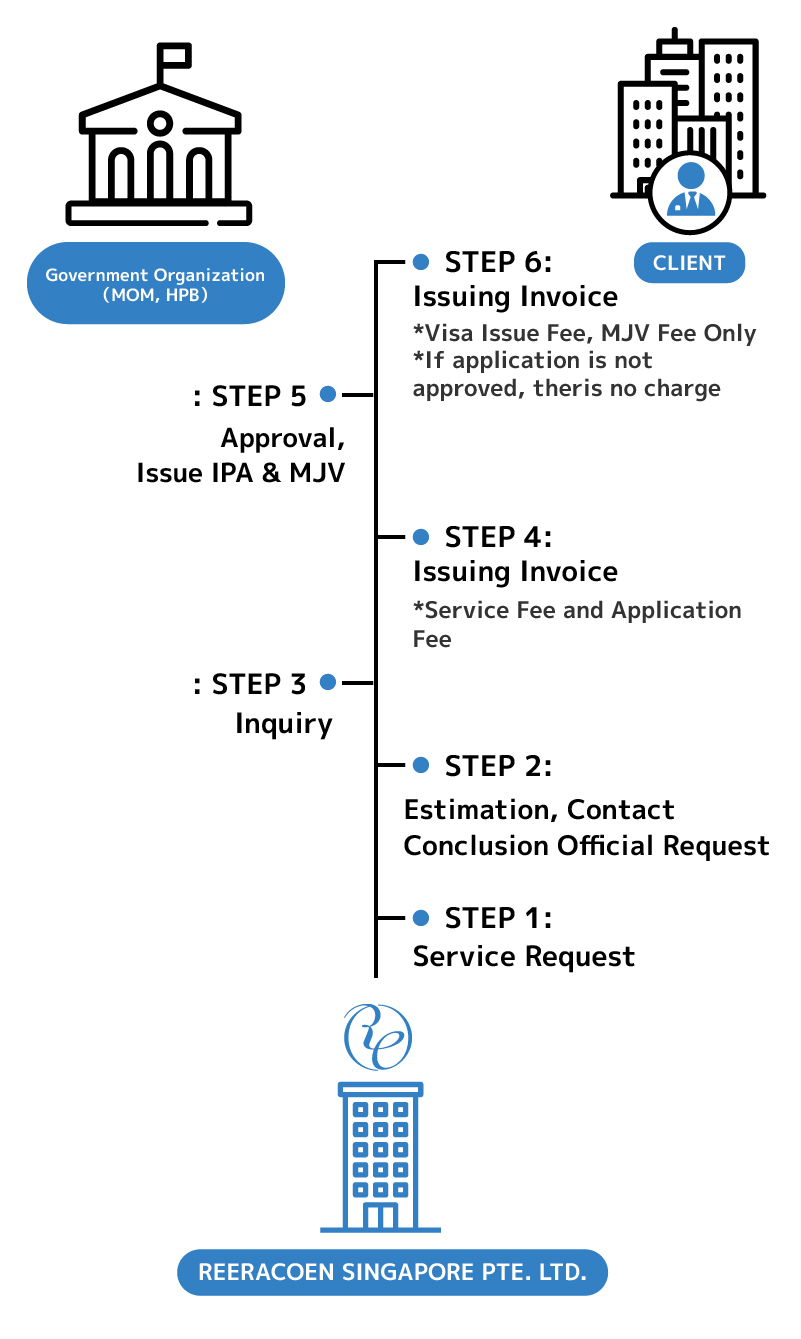 Government Organization
(MOM, HPB)
CLIENT
STEP 6:
Issuing Invoice
*Visa Issue Fee, MJV Fee Only
*If application is not
approved, theris no charge
: STEP 5
Approval,
Issue IPA & MJV
STEP 4:
Issuing Invoice
*Service Fee and Application
Fee
: STEP 3
Inquiry
STEP 2:
Estimation, Contact
Conclusion Official Request
STEP 1:
Service Request
Re
REERACOEN SINGAPORE PTE. LTD.